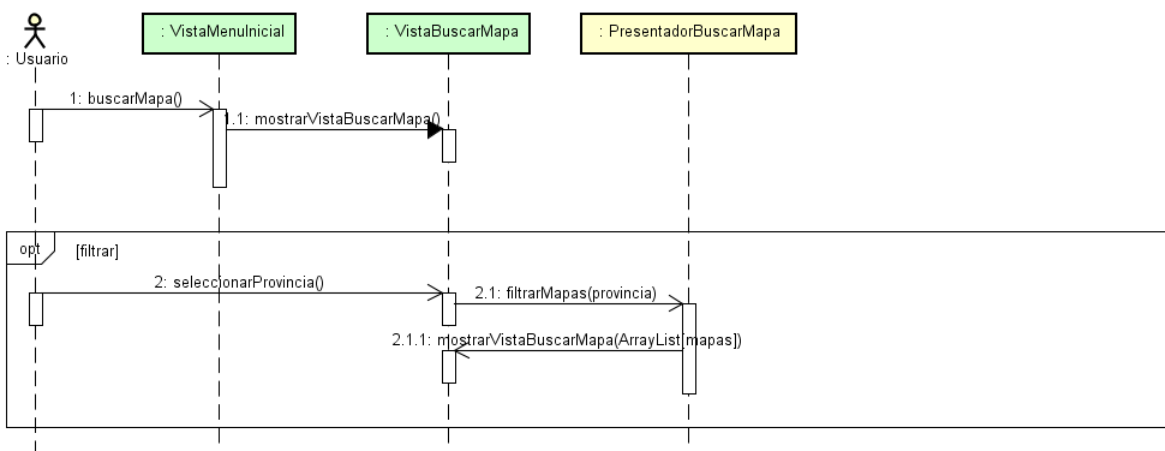 : Usuario
: VistaMenuInicial
: VistaBuscarMapa
: PresentadorBuscarMapa
1: buscarMapa()
1.1: mostrarVistaBuscarMapa()
opt
[filtrar]
2: seleccionarProvincia()
2.1: filtrarMapas(provincia)
2.1.1: mostrarVistaBuscarMapa(ArrayList[mapas])